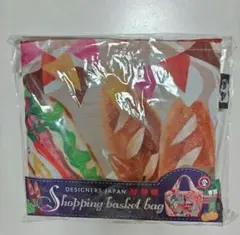 DESIGNERS JAPAN
Shopping basket bag